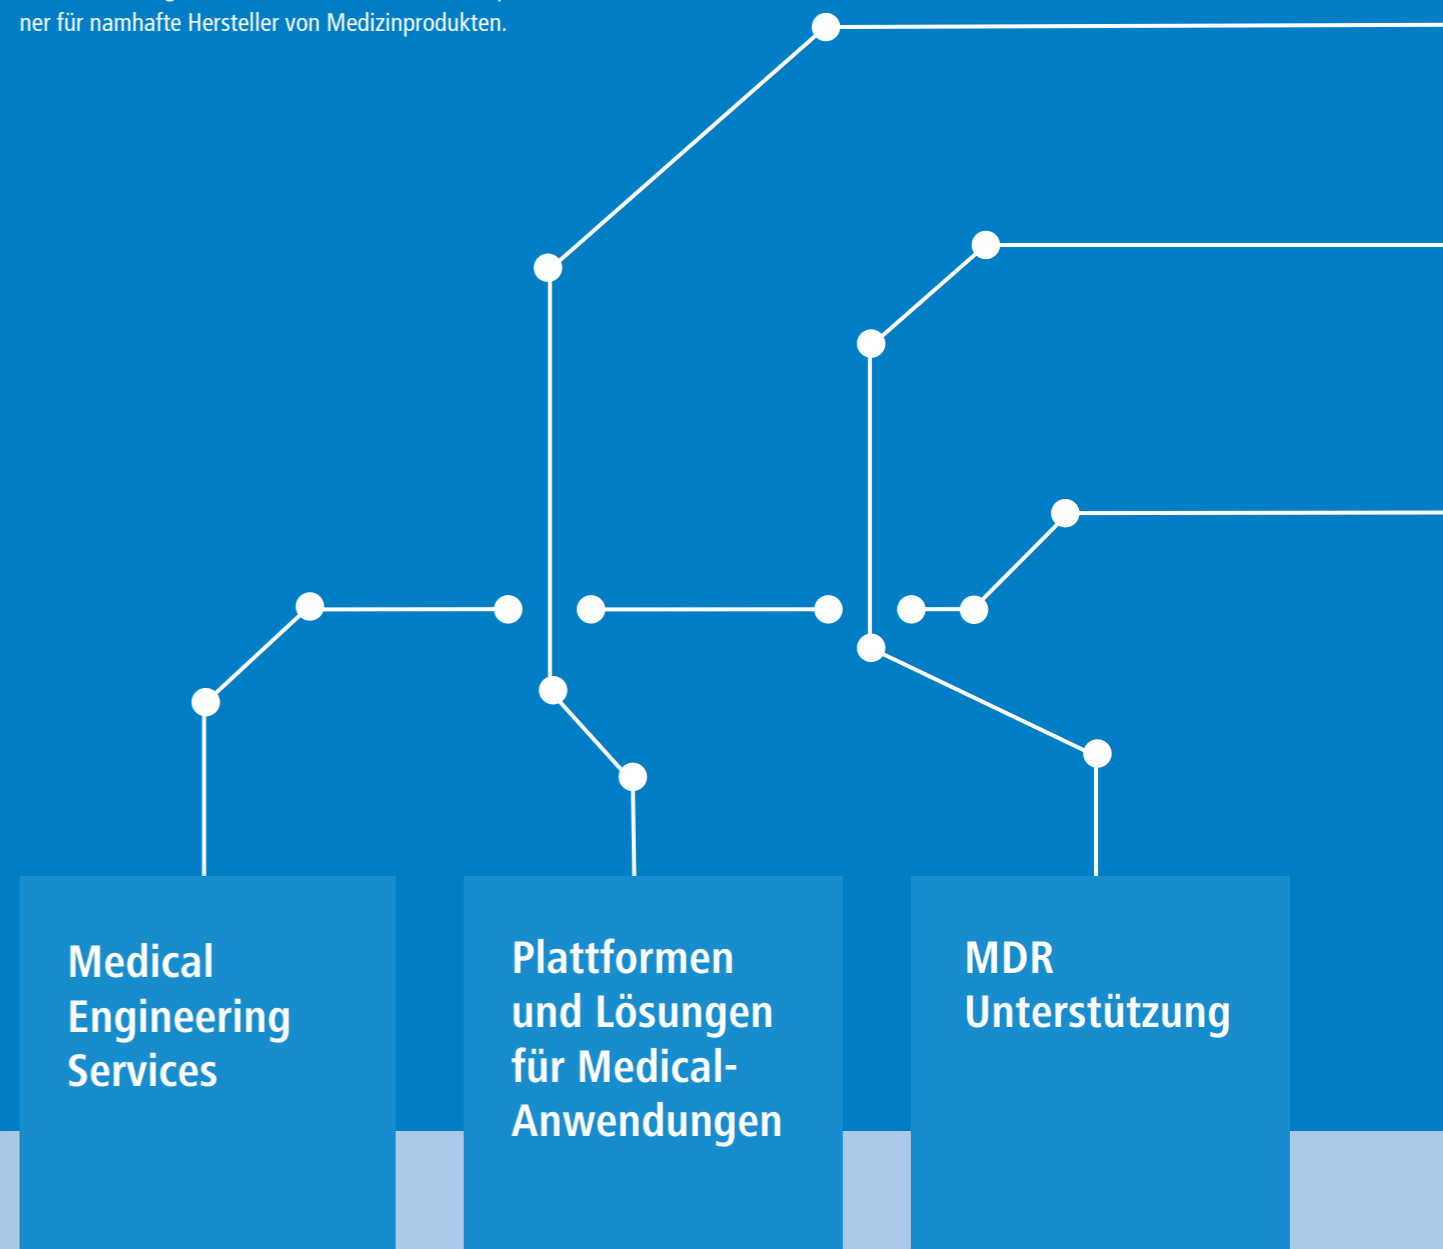 ner für namhafte Hersteller von Medizinprodukten.
Medical
Engineering
Services
Plattformen
und Lösungen
für Medical-
Anwendungen
MDR
Unterstützung